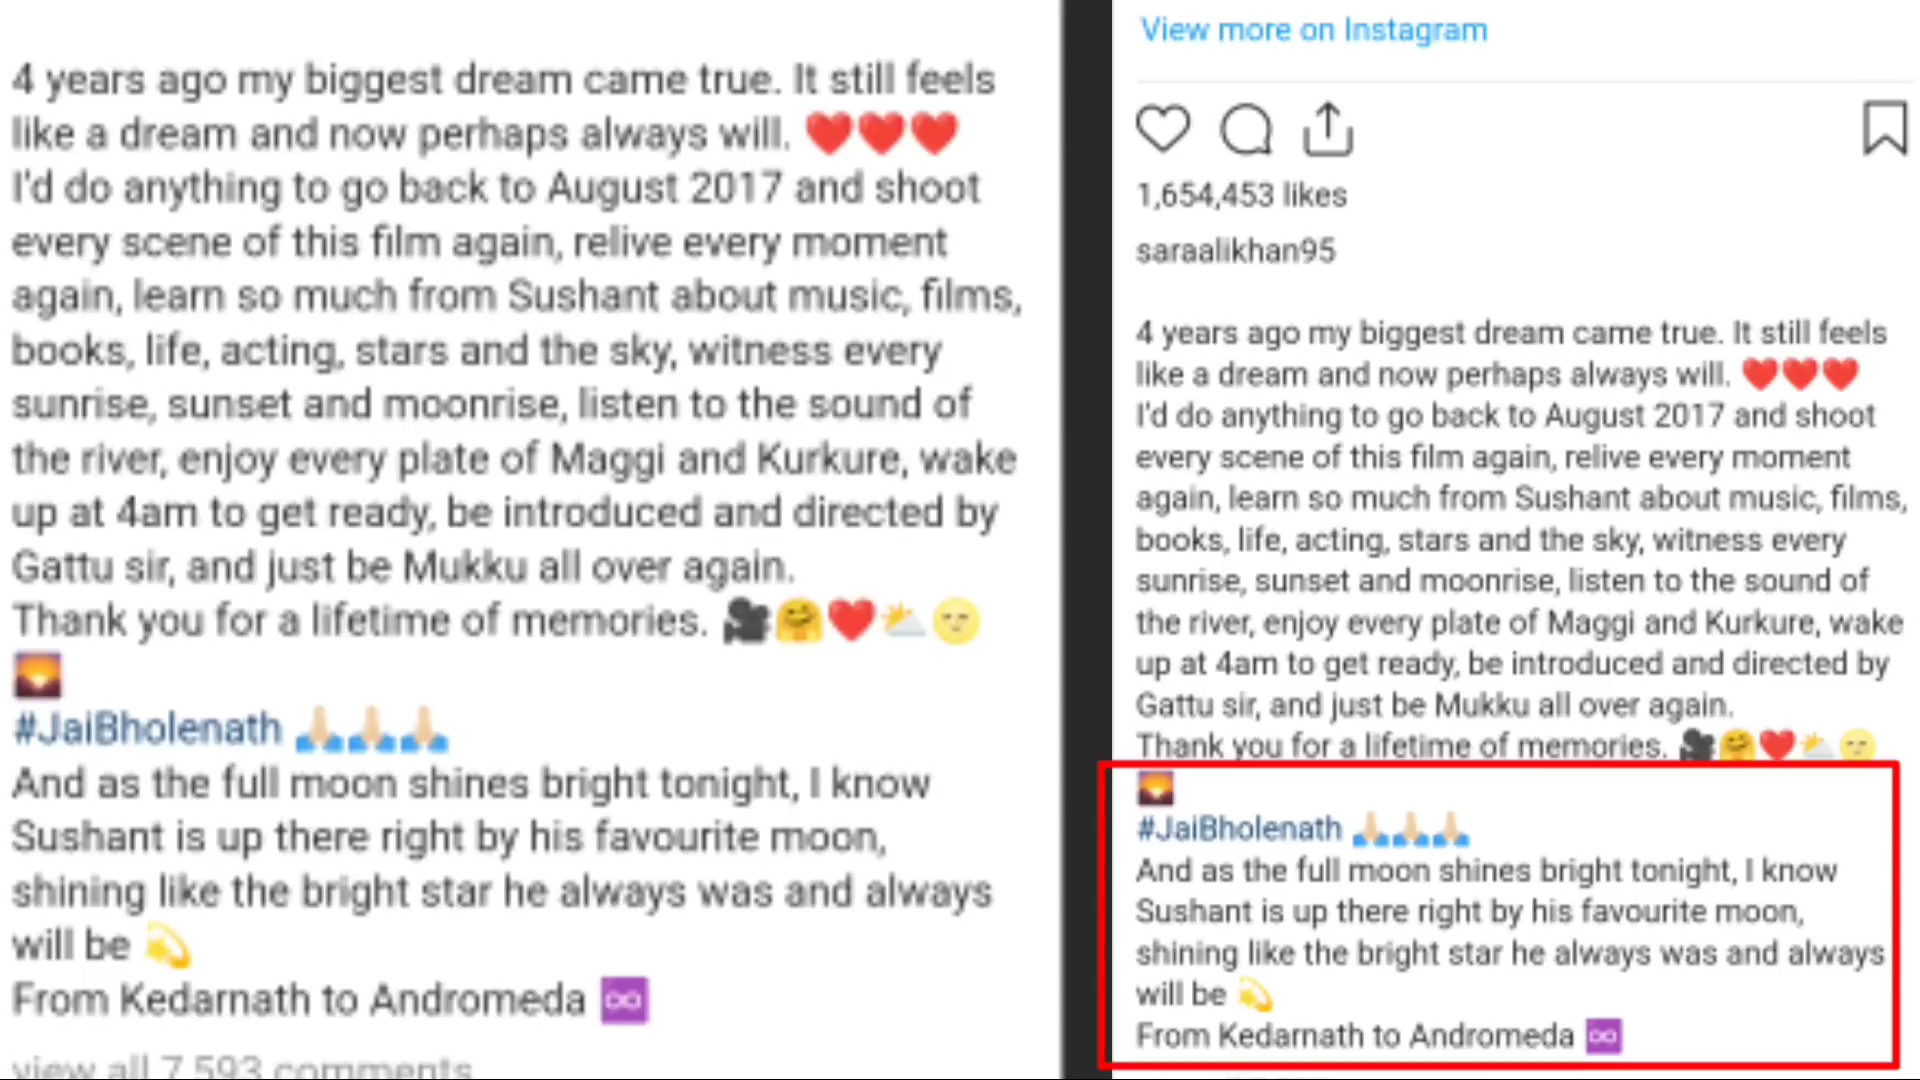 4 years ago my biggest dream came true. It still feels
like a dream and now perhaps always will. ❤️❤️❤️
I'd do anything to go back to August 2017 and shoot
every scene of this film again, relive every moment
again, learn so much from Sushant about music, films,
books, life, acting, stars and the sky, witness every
sunrise, sunset and moonrise, listen to the sound of
the river, enjoy every plate of Maggi and Kurkure, wake
up at 4am to get ready, be introduced and directed by
Gattu sir, and just be Mukku all over again.
Thank you for a lifetime of memories. 🎥🤗❤️⛅🌝
🌄
#JaiBholenath 🙏🏻🙏🏻🙏🏻
And as the full moon shines bright tonight, I know
Sushant is up there right by his favourite moon,
shining like the bright star he always was and always
will be 💫
From Kedarnath to Andromeda ♾️
view all 7,593 comments
View more on Instagram
1,654,453 likes
saraalikhan95
4 years ago my biggest dream came true. It still feels
like a dream and now perhaps always will. ❤️❤️❤️
I'd do anything to go back to August 2017 and shoot
every scene of this film again, relive every moment
again, learn so much from Sushant about music, films,
books, life, acting, stars and the sky, witness every
sunrise, sunset and moonrise, listen to the sound of
the river, enjoy every plate of Maggi and Kurkure, wake
up at 4am to get ready, be introduced and directed by
Gattu sir, and just be Mukku all over again.
Thank you for a lifetime of memories. 🎥🤗❤️⛅🌝
🌄
#JaiBholenath 🙏🏻🙏🏻🙏🏻
And as the full moon shines bright tonight, I know
Sushant is up there right by his favourite moon,
shining like the bright star he always was and always
will be 💫
From Kedarnath to Andromeda ♾️